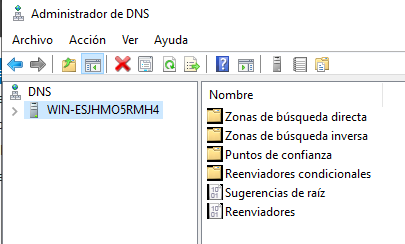 Administrador de DNS
Archivo Acción Ver Ayuda
DNS
WIN-ESJHMO5RMH4
Nombre
Zonas de búsqueda directa
Zonas de búsqueda inversa
Puntos de confianza
Reenviadores condicionales
Sugerencias de raíz
Reenviadores